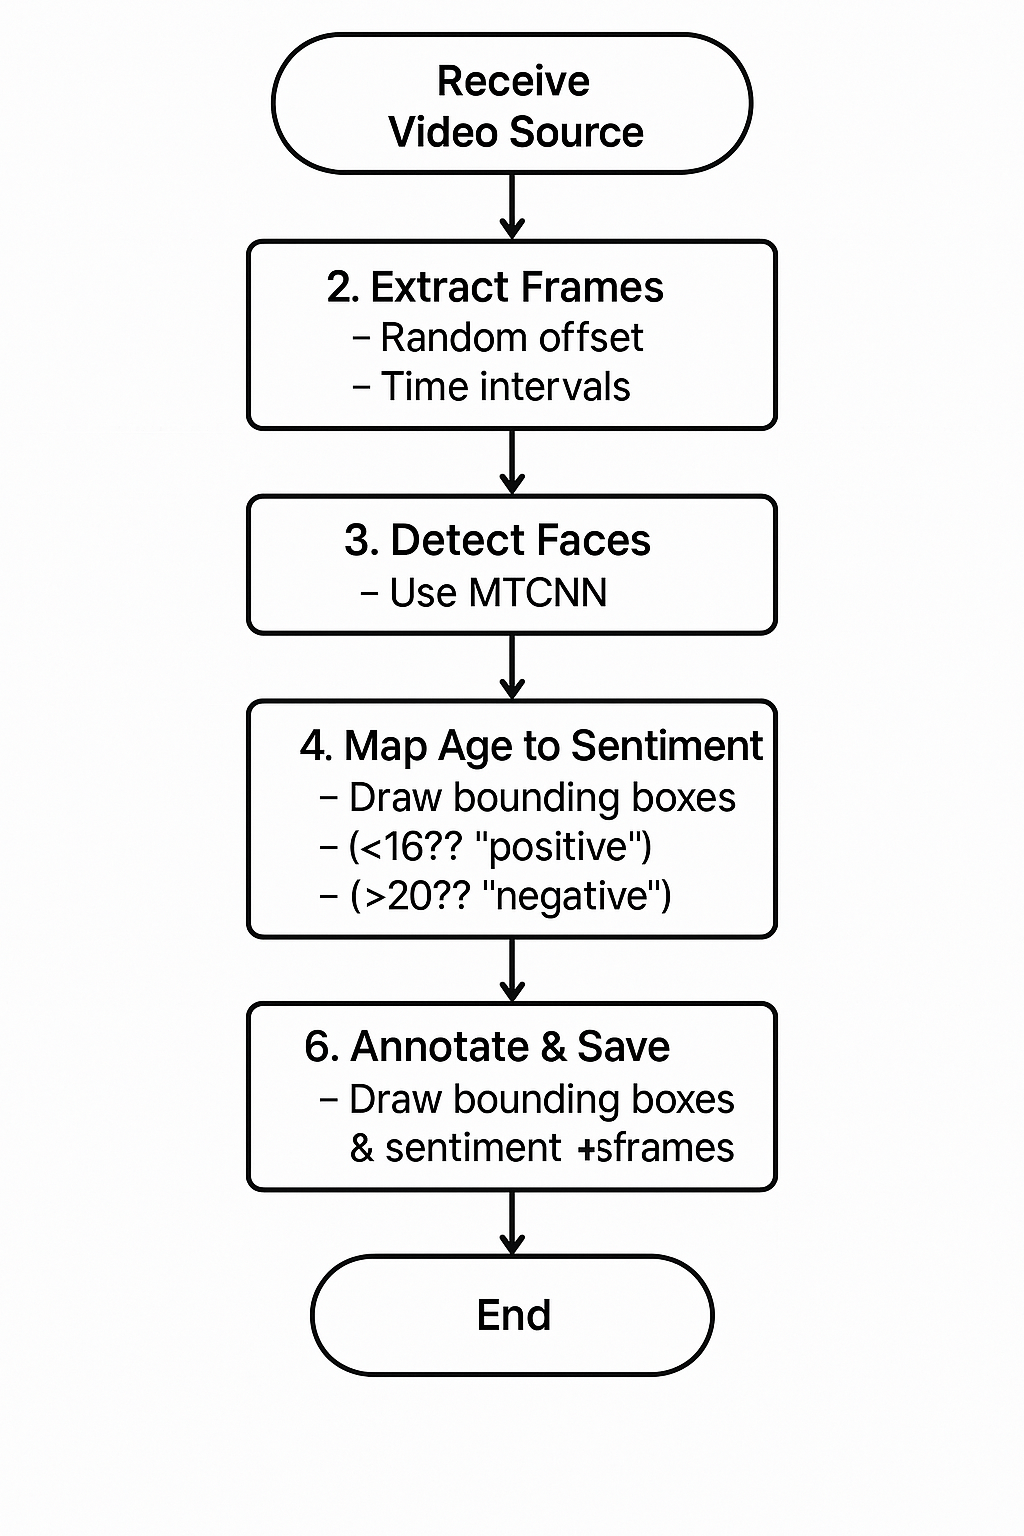 Receive
Video Source
2. Extract Frames
– Random offset
– Time intervals
3. Detect Faces
– Use MTCNN
4. Map Age to Sentiment
– Draw bounding boxes
– (<16?? "positive")
– (>20?? "negative")
6. Annotate & Save
– Draw bounding boxes
& sentiment +sframes
End